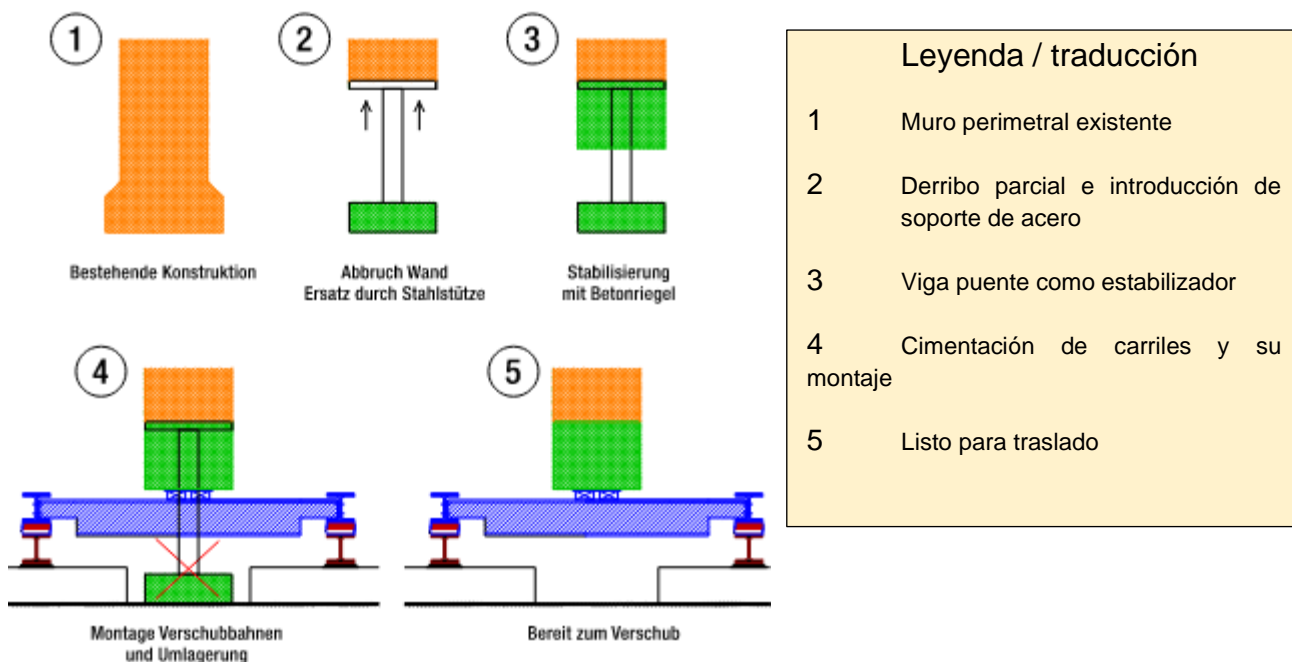 1
2
3
Bestehende Konstruktion
Abbruch Wand
Ersatz durch Stahlstütze
Stabilisierung
mit Betonriegel
4
5
Montage Verschubbahnen
und Umlagerung
Bereit zum Verschub
Leyenda / traducción
1 Muro perimetral existente
2 Derribo parcial e introducción de
soporte de acero
3 Viga puente como estabilizador
4 Cimentación de carriles y su
montaje
5 Listo para traslado